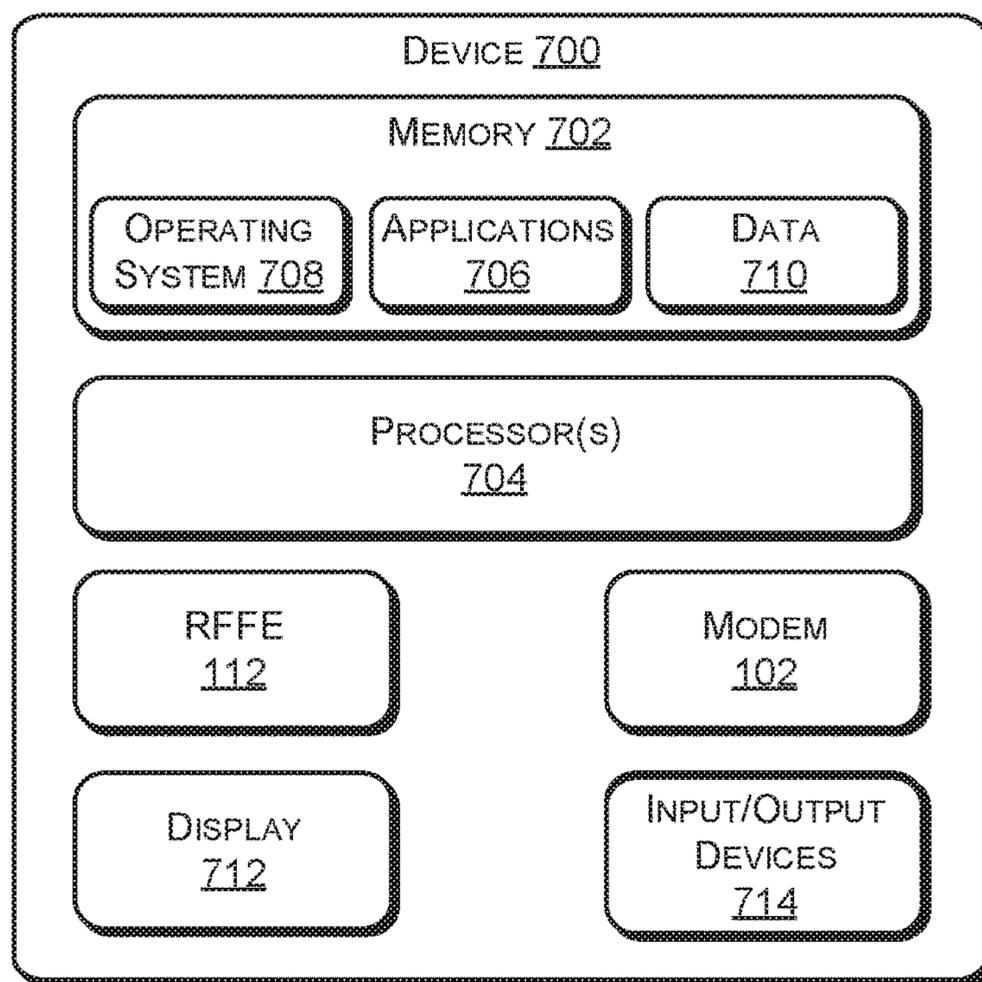 DEVICE 700
MEMORY 702
OPERATING
SYSTEM 708
APPLICATIONS
706
DATA
710
PROCESSOR(S)
704
RFFE
112
MODEM
102
DISPLAY
712
INPUT/OUTPUT
DEVICES
714